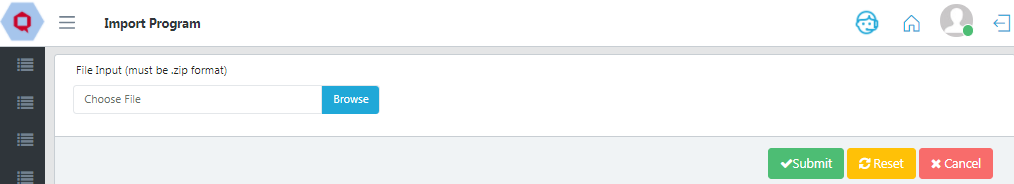 Import Program
File Input (must be .zip format)
Choose File
Browse
Submit
Reset
Cancel